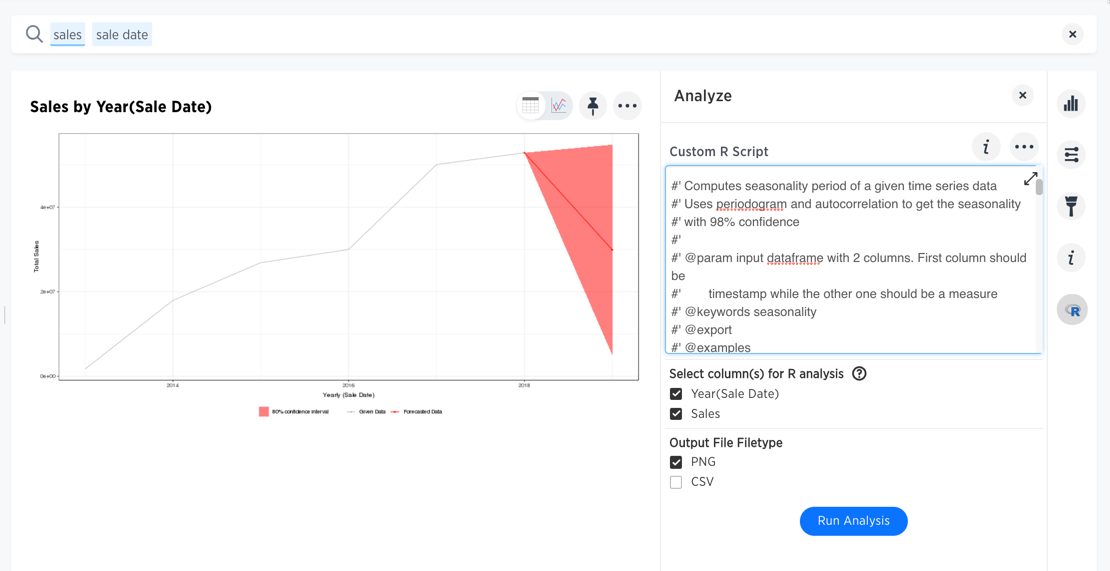 sales sale date
Sales by Year(Sale Date)
4e+07
2e+07
0e+00
Total Sales
2014
2016
2018
Yearly (Sale Date)
80% confidence interval Given Data Forecasted Data
Analyze
Custom R Script
#' Computes seasonality period of a given time series data
#' Uses periodogram and autocorrelation to get the seasonality
#' with 98% confidence
#'
#' @param input dataframe with 2 columns. First column should
be
#' timestamp while the other one should be a measure
#' @keywords seasonality
#' @export
#' @examples
Select column(s) for R analysis
Year(Sale Date)
Sales
Output File Filetype
PNG
CSV
Run Analysis